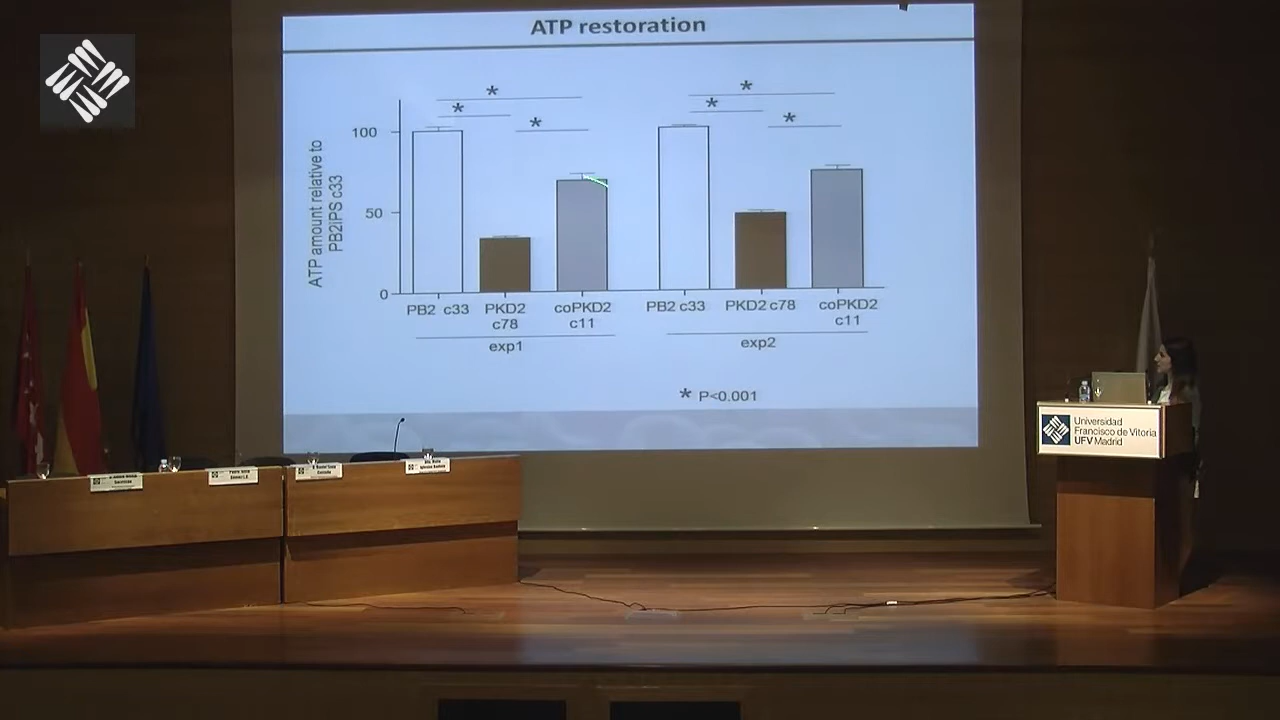 ATP restoration
ATP amount relative to
PB2iPS c33
100
50
0
* * *
* * *
PB2 c33
PKD2
c78
coPKD2
c11
exp1
PB2 c33
PKD2 c78
coPKD2
c11
exp2
* P<0.001
Universidad
Francisco de Vitoria
UFV Madrid